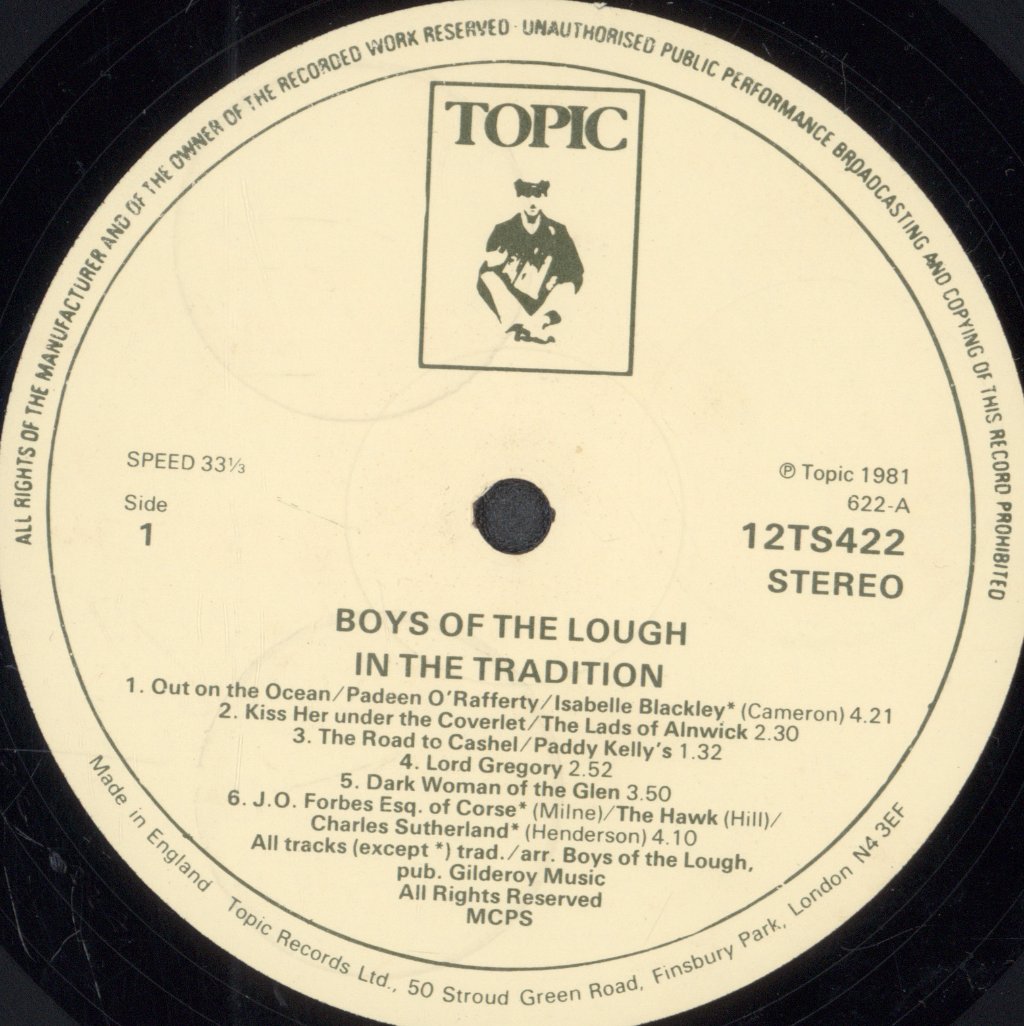 ALL RIGHTS OF THE MANUFACTURER AND OF THE OWNER OF THE RECORDED WORK RESERVED · UNAUTHORISED PUBLIC PERFORMANCE BROADCASTING AND COPYING OF THIS RECORD PROHIBITED
TOPIC
SPEED 33⅓
Side
1
℗ Topic 1981
622-A
12TS422
STEREO
BOYS OF THE LOUGH
IN THE TRADITION
1. Out on the Ocean/Padeen O'Rafferty/Isabelle Blackley* (Cameron) 4.21
2. Kiss Her under the Coverlet/The Lads of Alnwick 2.30
3. The Road to Cashel/Paddy Kelly's 1.32
4. Lord Gregory 2.52
5. Dark Woman of the Glen 3.50
6. J.O. Forbes Esq. of Corse* (Milne)/The Hawk (Hill)/
Charles Sutherland* (Henderson) 4.10
All tracks (except *) trad./arr. Boys of the Lough,
pub. Gilderoy Music
All Rights Reserved
MCPS
Made in England Topic Records Ltd., 50 Stroud Green Road, Finsbury Park, London N4 3EF